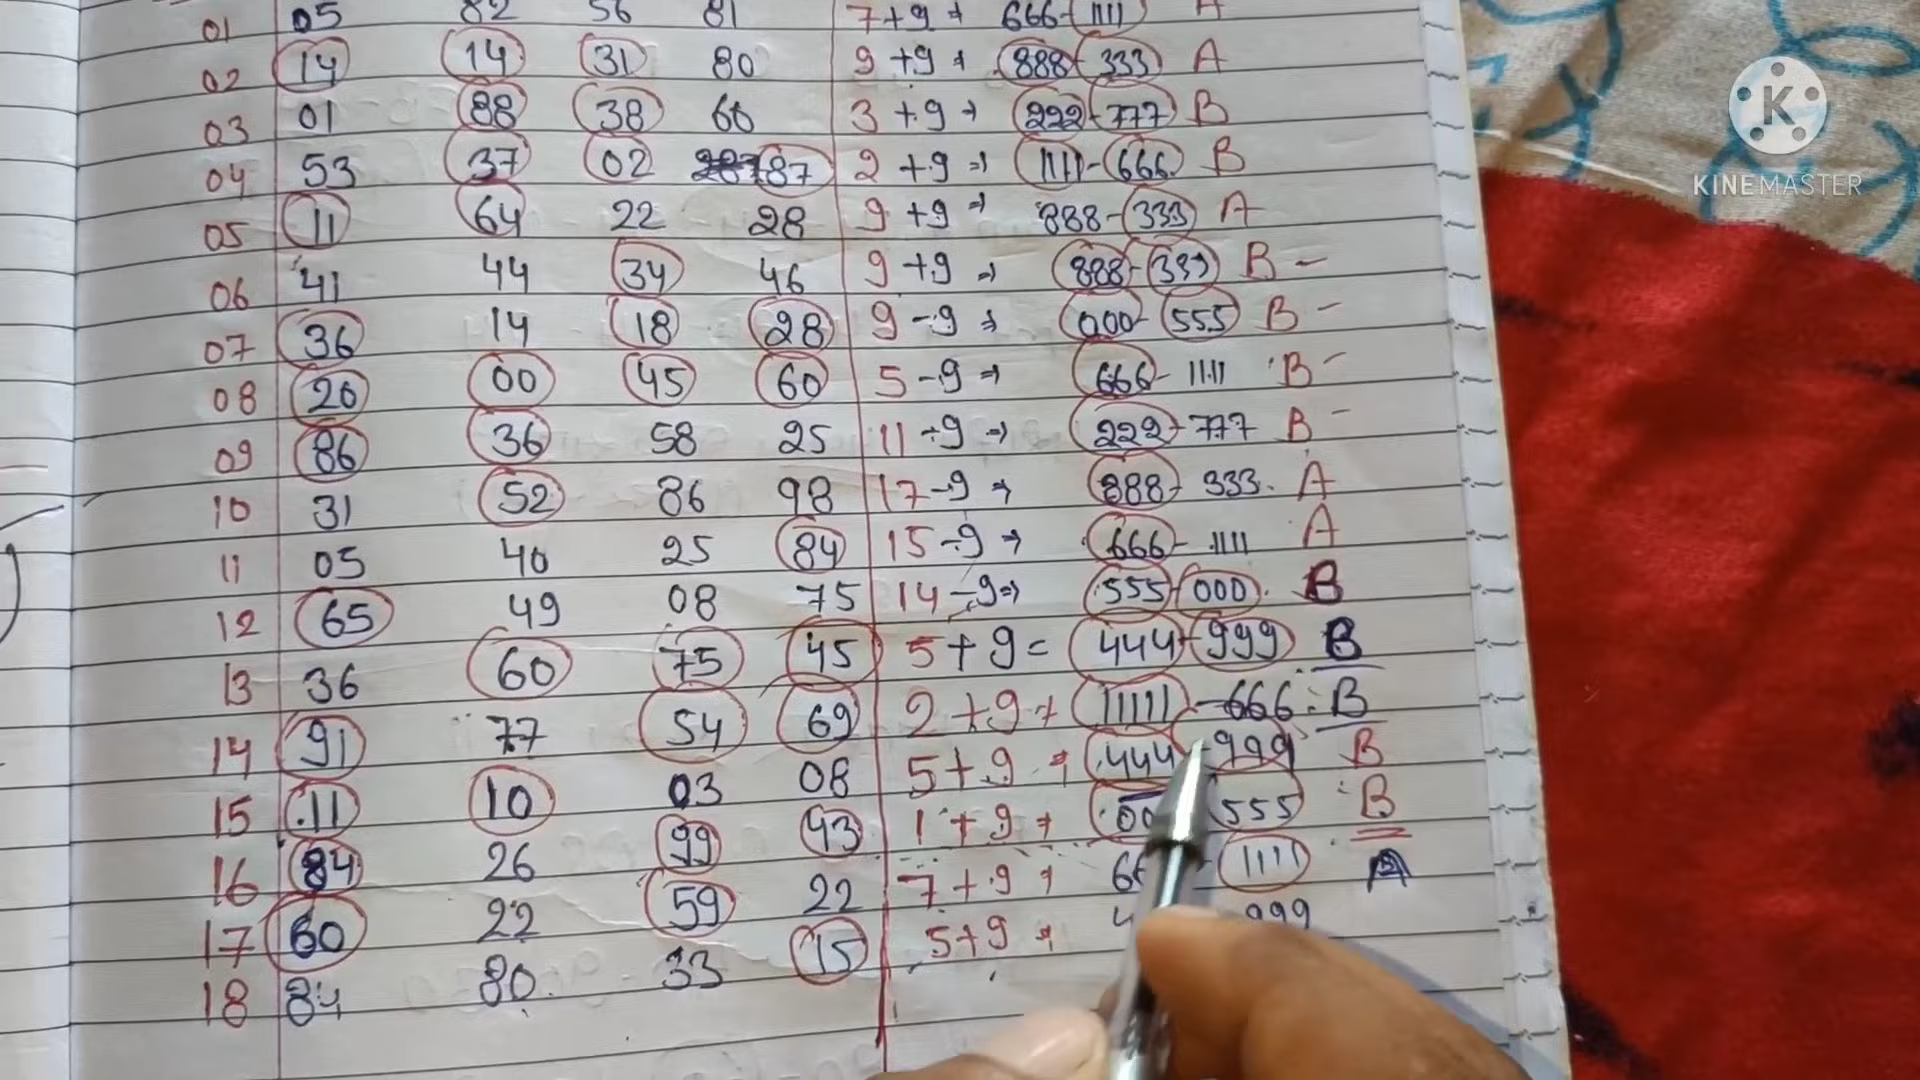 01 05 82 56 81 7+9→ 666-1111 A
02 14 14 31 80 9+9→ 888-333 A
03 01 88 38 66 3+9→ 222-777 B
04 53 37 02 87 2+9⇒ 1111-666 B
05 11 64 22 28 9+9⇒ 888-333 A
06 41 44 34 46 9+9⇒ 888-333 B -
07 36 14 18 28 9-9⇒ 000-555 B -
08 20 00 45 60 5-9⇒ 666-1111 B -
09 86 36 58 25 11-9⇒ 222-777 B -
10 31 52 86 98 17-9→ 888-333. A
11 05 40 25 84 15-9→ 666-1111 A
12 65 49 08 75 14-9⇒ 555-000. B
13 36 60 75 45 5+9= 444-999 B
14 91 77 54 69 2+9→ 11111-666 B
15 11 10 03 08 5+9→ 444-999 B
16 84 26 99 43 1+9→ 555 B
17 60 22 59 22 7+9→ 1111 A
18 84 80 33 15 5+9→ 999
KINEMASTER